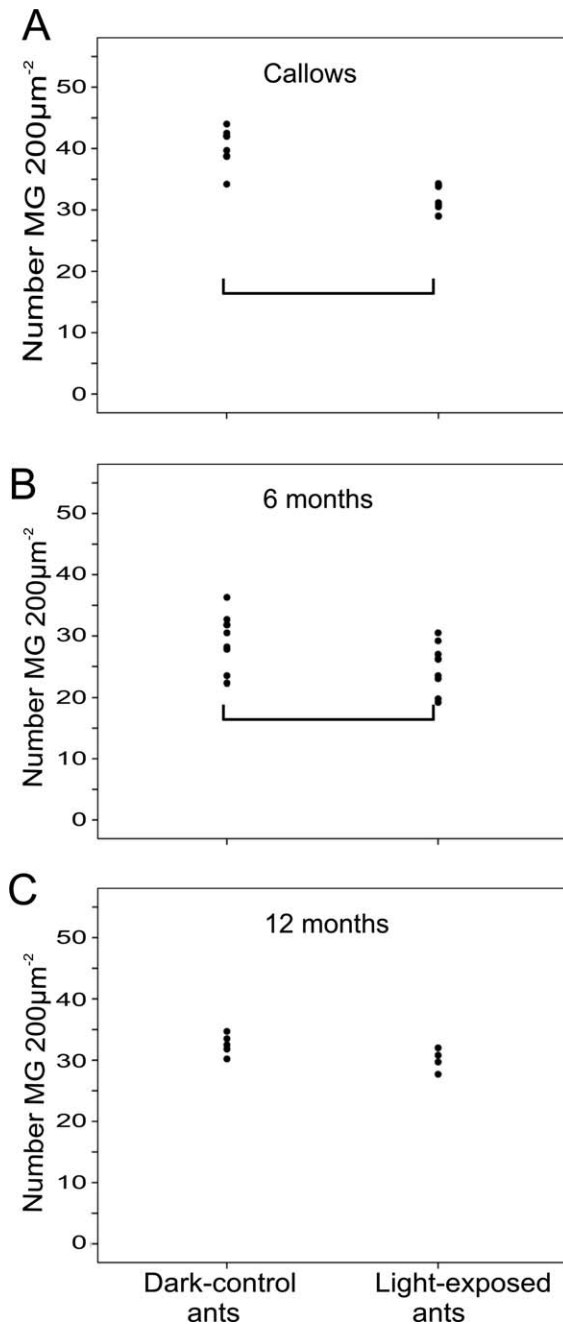 A
Callows
Number MG 200µm⁻²
50
40
30
20
10
0
B
6 months
Number MG 200µm⁻²
50
40
30
20
10
0
C
12 months
Number MG 200µm⁻²
50
40
30
20
10
0
Dark-control Light-exposed
ants ants